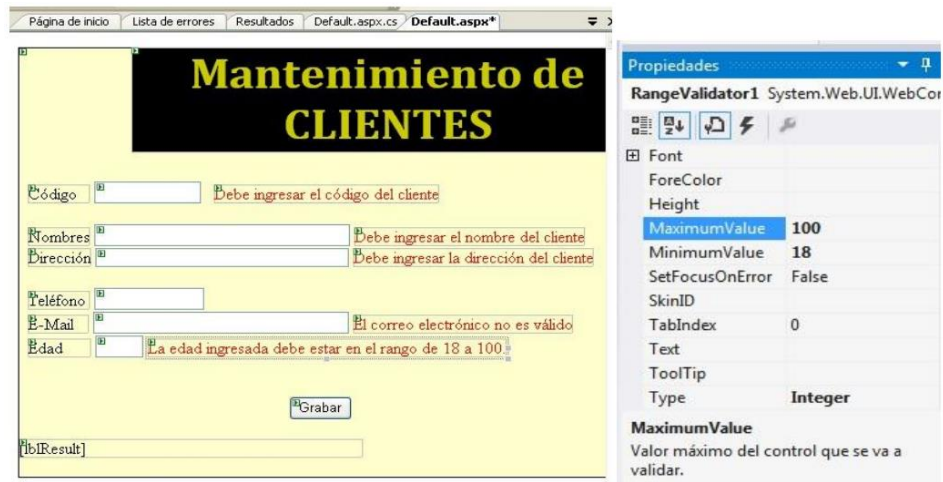 Página de inicio
Lista de errores
Resultados
Default.aspx.cs
Default.aspx*
Mantenimiento de
CLIENTES
Código
Debe ingresar el código del cliente
Nombres
Debe ingresar el nombre del cliente
Dirección
Debe ingresar la dirección del cliente
Teléfono
E-Mail
El correo electrónico no es válido
Edad
La edad ingresada debe estar en el rango de 18 a 100.
Grabar
[lblResult]
Propiedades
RangeValidator1 System.Web.UI.WebCor
Font
ForeColor
Height
MaximumValue 100
MinimumValue 18
SetFocusOnError False
SkinID
TabIndex 0
Text
ToolTip
Type Integer
MaximumValue
Valor máximo del control que se va a
validar.